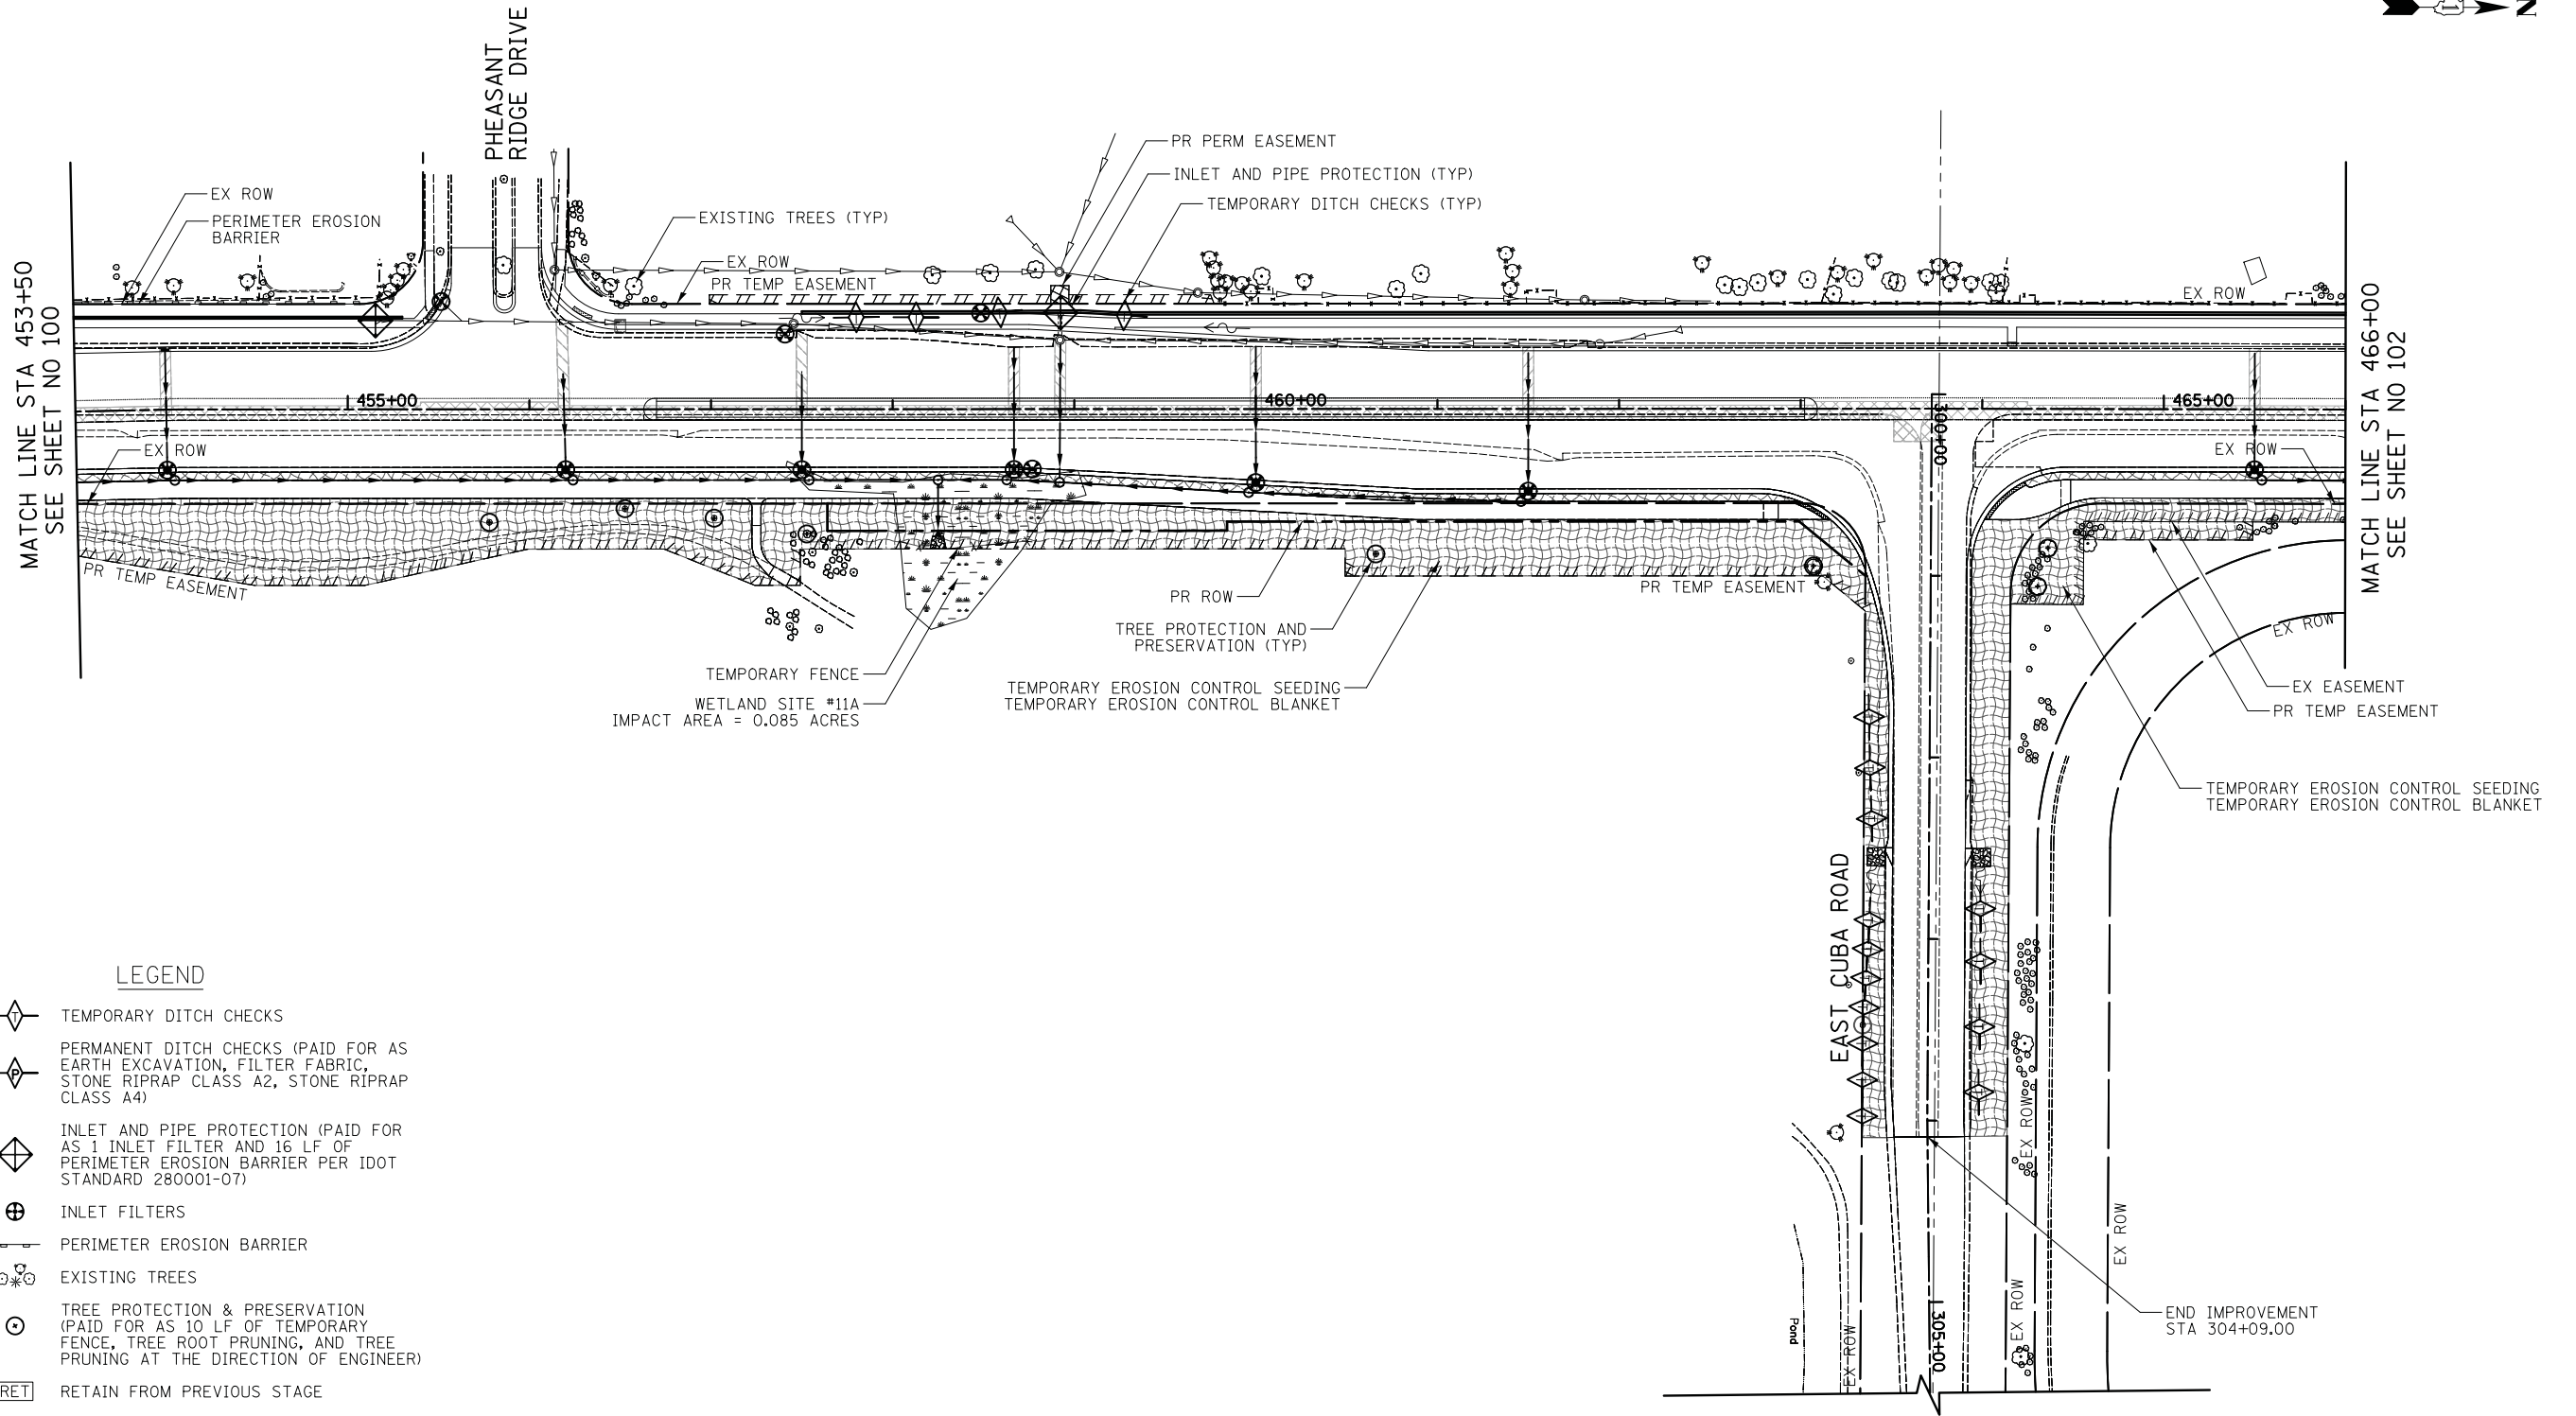 N
PHEASANT
RIDGE DRIVE
PR PERM EASEMENT
INLET AND PIPE PROTECTION (TYP)
TEMPORARY DITCH CHECKS (TYP)
EX ROW
PERIMETER EROSION
BARRIER
EXISTING TREES (TYP)
EX ROW
PR TEMP EASEMENT
EX ROW
MATCH LINE STA 453+50
SEE SHEET NO 100
MATCH LINE STA 466+00
SEE SHEET NO 102
455+00
460+00
465+00
300+00
EX ROW
EX ROW
PR TEMP EASEMENT
PR TEMP EASEMENT
PR ROW
TREE PROTECTION AND
PRESERVATION (TYP)
EX ROW
TEMPORARY FENCE
WETLAND SITE #11A
IMPACT AREA = 0.085 ACRES
TEMPORARY EROSION CONTROL SEEDING
TEMPORARY EROSION CONTROL BLANKET
EX EASEMENT
PR TEMP EASEMENT
TEMPORARY EROSION CONTROL SEEDING
TEMPORARY EROSION CONTROL BLANKET
EAST CUBA ROAD
EX ROW
EX ROW
EX ROW
EX ROW
Pond
305+00
END IMPROVEMENT
STA 304+09.00
LEGEND
T
TEMPORARY DITCH CHECKS
P
PERMANENT DITCH CHECKS (PAID FOR AS
EARTH EXCAVATION, FILTER FABRIC,
STONE RIPRAP CLASS A2, STONE RIPRAP
CLASS A4)
INLET AND PIPE PROTECTION (PAID FOR
AS 1 INLET FILTER AND 16 LF OF
PERIMETER EROSION BARRIER PER IDOT
STANDARD 280001-07)
INLET FILTERS
PERIMETER EROSION BARRIER
EXISTING TREES
TREE PROTECTION & PRESERVATION
(PAID FOR AS 10 LF OF TEMPORARY
FENCE, TREE ROOT PRUNING, AND TREE
PRUNING AT THE DIRECTION OF ENGINEER)
RET
RETAIN FROM PREVIOUS STAGE